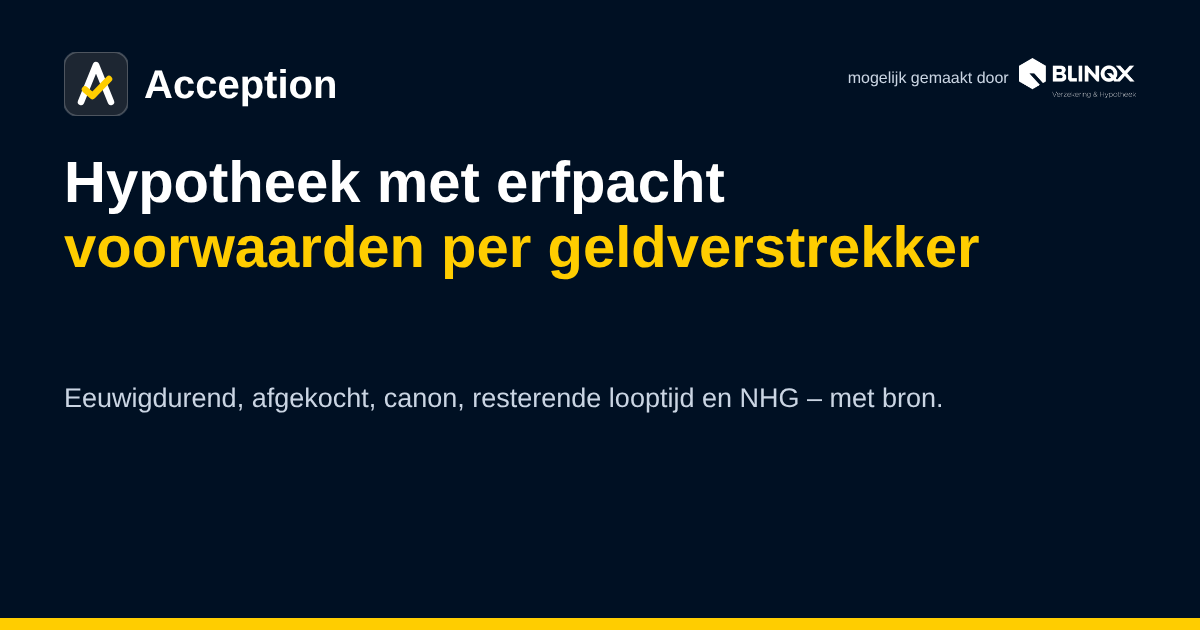 Acception
mogelijk gemaakt door BLINQX
Verzekering & Hypotheek
Hypotheek met erfpacht
voorwaarden per geldverstrekker
Eeuwigdurend, afgekocht, canon, resterende looptijd en NHG – met bron.